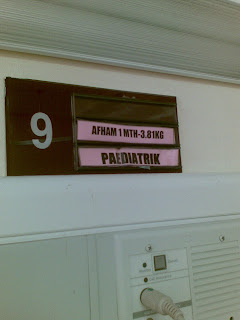 9
AFHAM 1 MTH-3.81KG
PAEDIATRIK